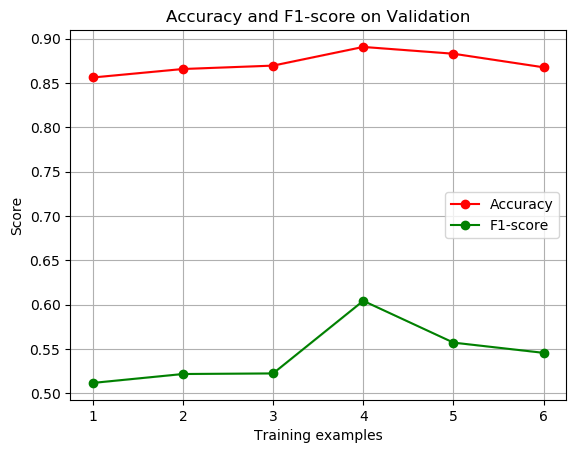 Accuracy and F1-score on Validation
Score
0.90
0.85
0.80
0.75
0.70
0.65
0.60
0.55
0.50
Accuracy
F1-score
1 2 3 4 5 6
Training examples